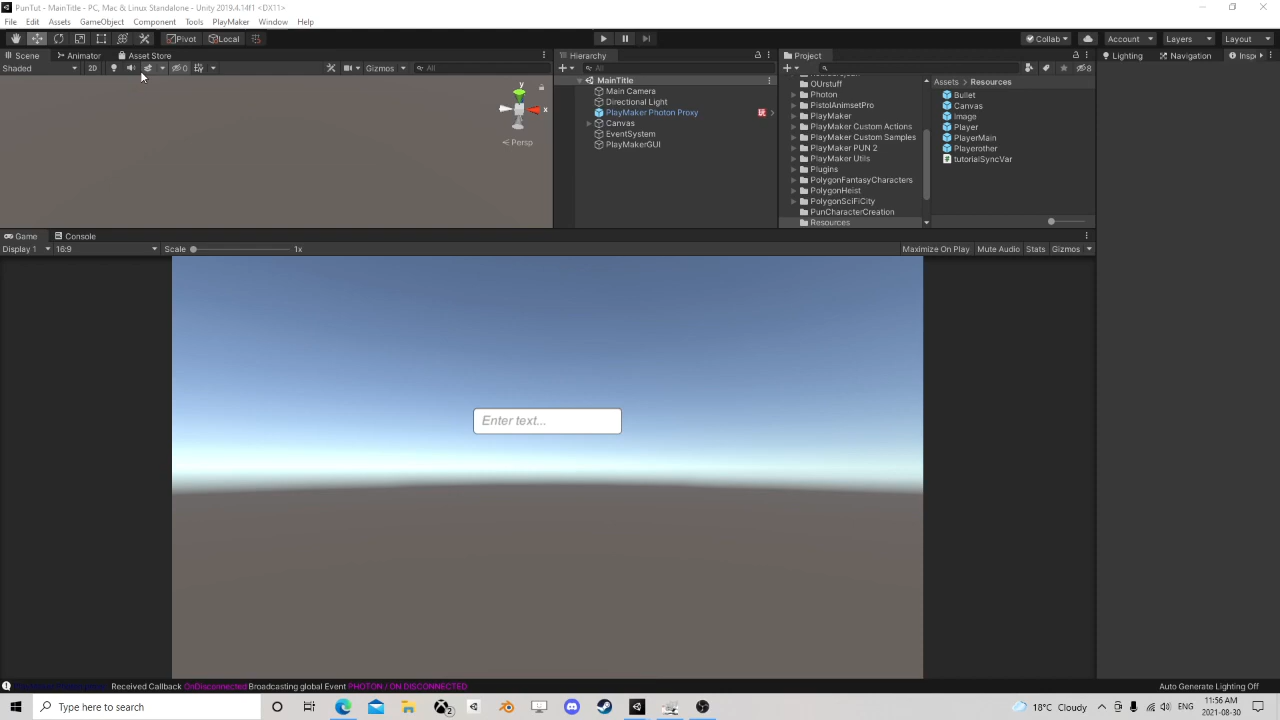 PunTut - MainTitle - PC, Mac & Linux Standalone - Unity 2019.4.14f1 <DX11>
File Edit Assets GameObject Component Tools PlayMaker Window Help
Pivot Local Collab Account Layers Layout
Scene Animator Asset Store
Shaded 2D 0 Gizmos All
y
x
Persp
Hierarchy
All
MainTitle
Main Camera
Directional Light
PlayMaker Photon Proxy
Canvas
EventSystem
PlayMakerGUI
Project
8
OUrstuff
Photon
PistolAnimsetPro
PlayMaker
PlayMaker Custom Actions
PlayMaker Custom Samples
PlayMaker PUN 2
PlayMaker Utils
Plugins
PolygonFantasyCharacters
PolygonHeist
PolygonSciFiCity
PunCharacterCreation
Resources
Assets Resources
Bullet
Canvas
Image
Player
PlayerMain
Playerother
tutorialSyncVar
Lighting Navigation Inspe
Game Console
Display 1 16:9 Scale 1x Maximize On Play Mute Audio Stats Gizmos
Enter text...
Received Callback OnDisconnected Broadcasting global Event PHOTON / ON DISCONNECTED
Auto Generate Lighting Off
Type here to search
18°C Cloudy ENG 11:56 AM
2021-08-30